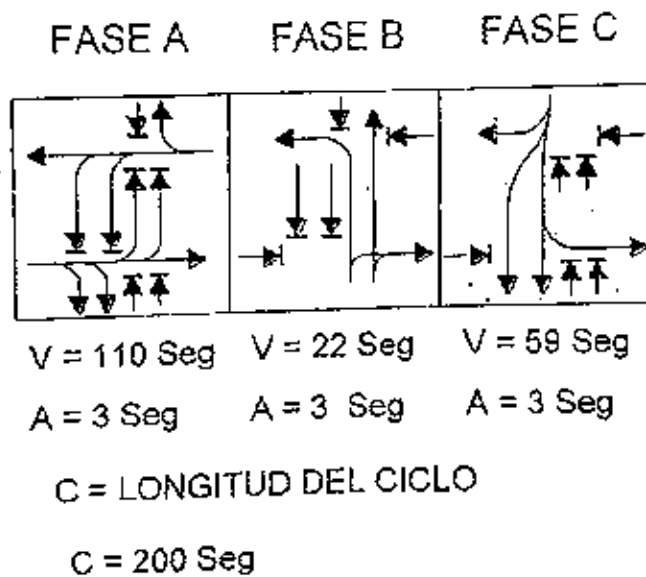 FASE A FASE B FASE C
V = 110 Seg V = 22 Seg V = 59 Seg
A = 3 Seg A = 3 Seg A = 3 Seg
C = LONGITUD DEL CICLO
C = 200 Seg